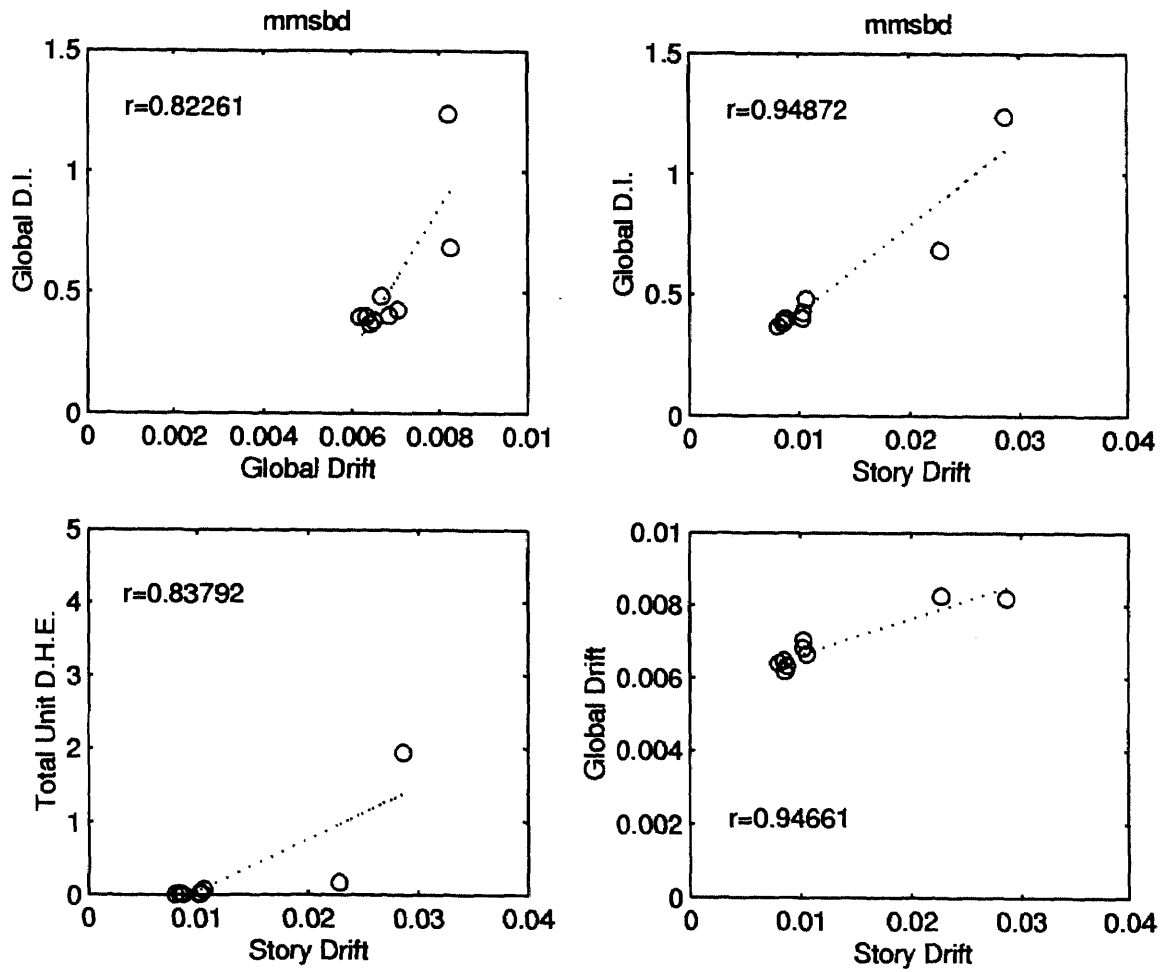 mmsbd
1.5
r=0.82261
1
Global D.I.
0.5
0
0 0.002 0.004 0.006 0.008 0.01
Global Drift
mmsbd
1.5
r=0.94872
1
Global D.I.
0.5
0
0 0.01 0.02 0.03 0.04
Story Drift
5
r=0.83792
4
3
Total Unit D.H.E.
2
1
0
0 0.01 0.02 0.03 0.04
Story Drift
0.01
0.008
0.006
Global Drift
0.004
0.002
r=0.94661
0
0 0.01 0.02 0.03 0.04
Story Drift